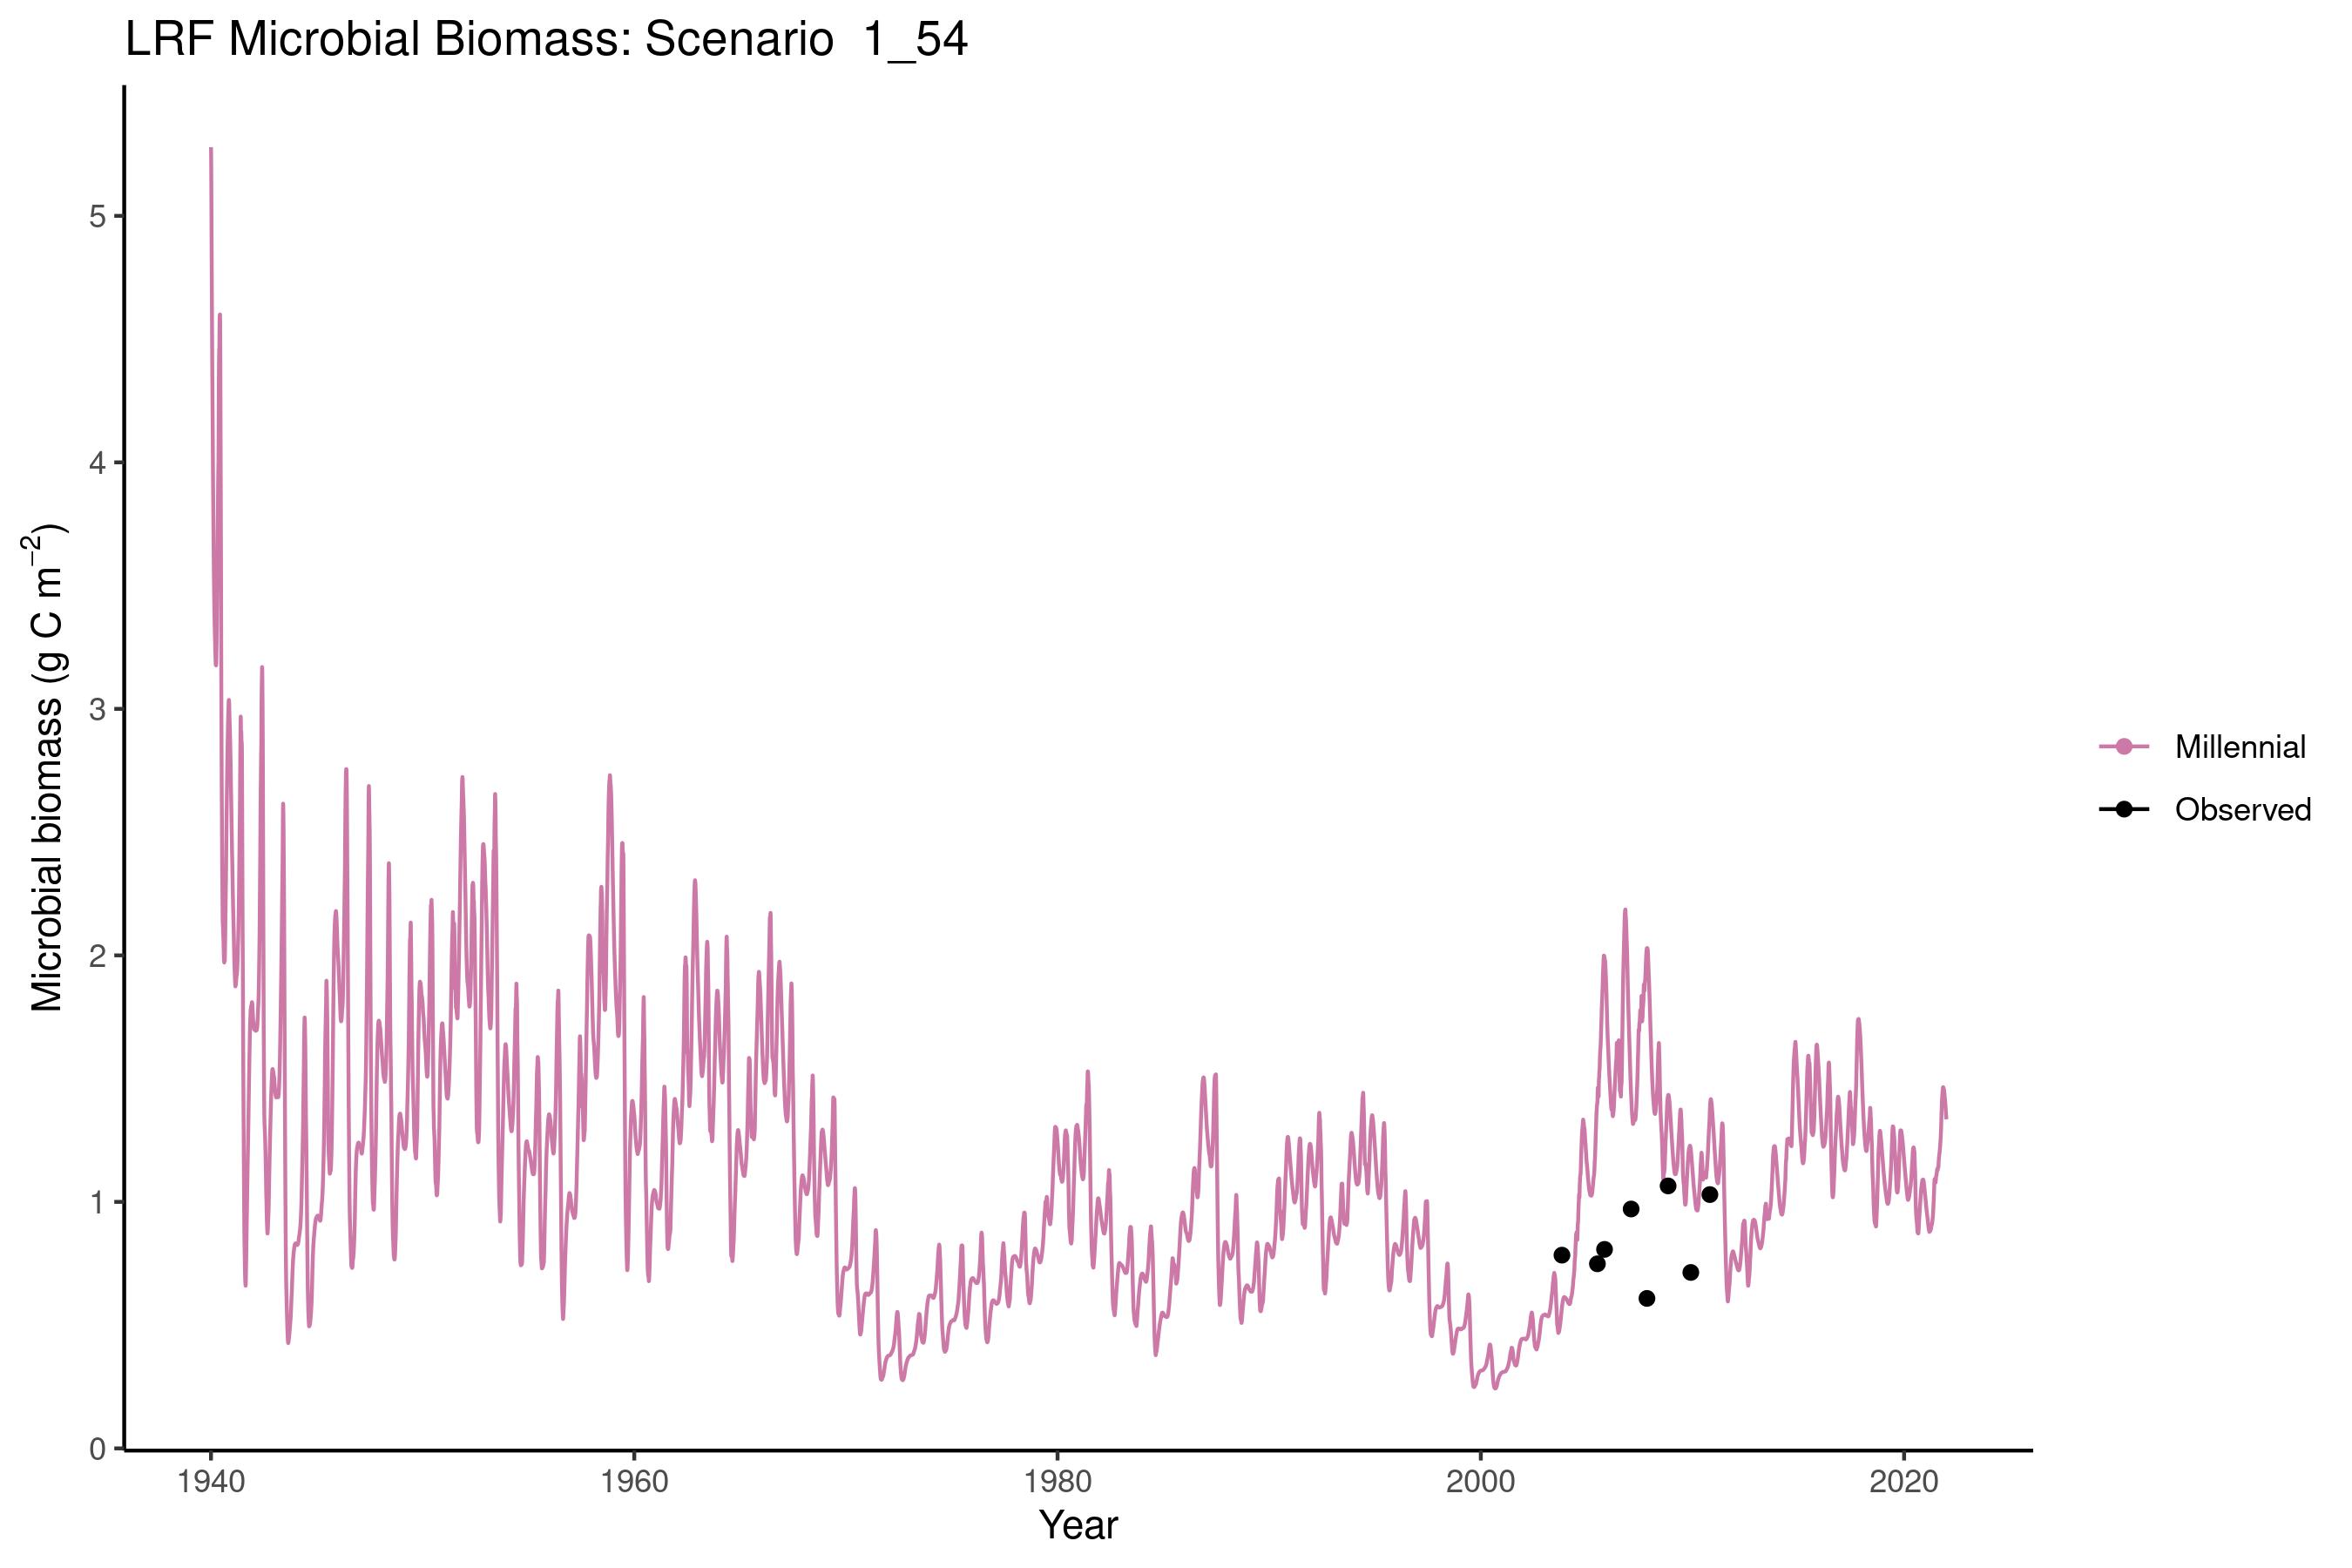 LRF Microbial Biomass: Scenario  1_54
Microbial biomass (g C m⁻²)
5
4
3
2
1
0
1940 1960 1980 2000 2020
Year
Millennial
Observed